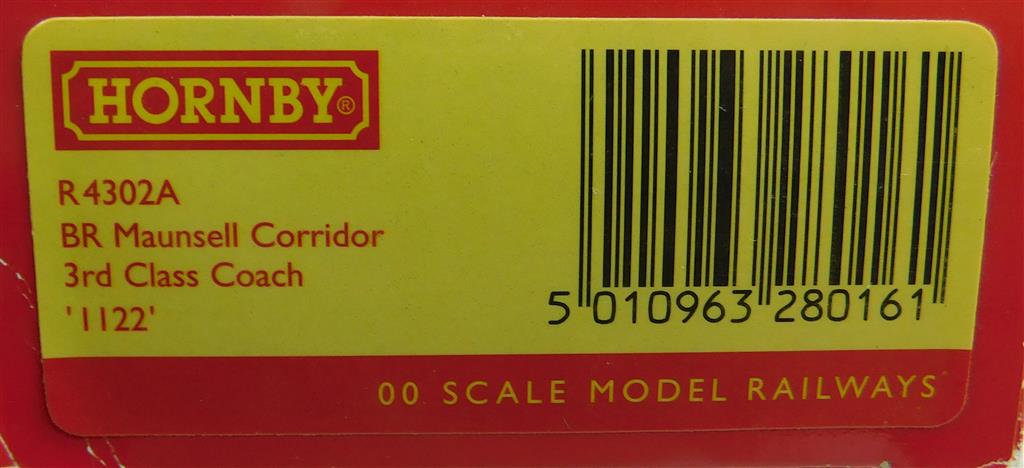 HORNBY®
R4302A
BR Maunsell Corridor
3rd Class Coach
'1122'
5 010963 280161
00 SCALE MODEL RAILWAYS